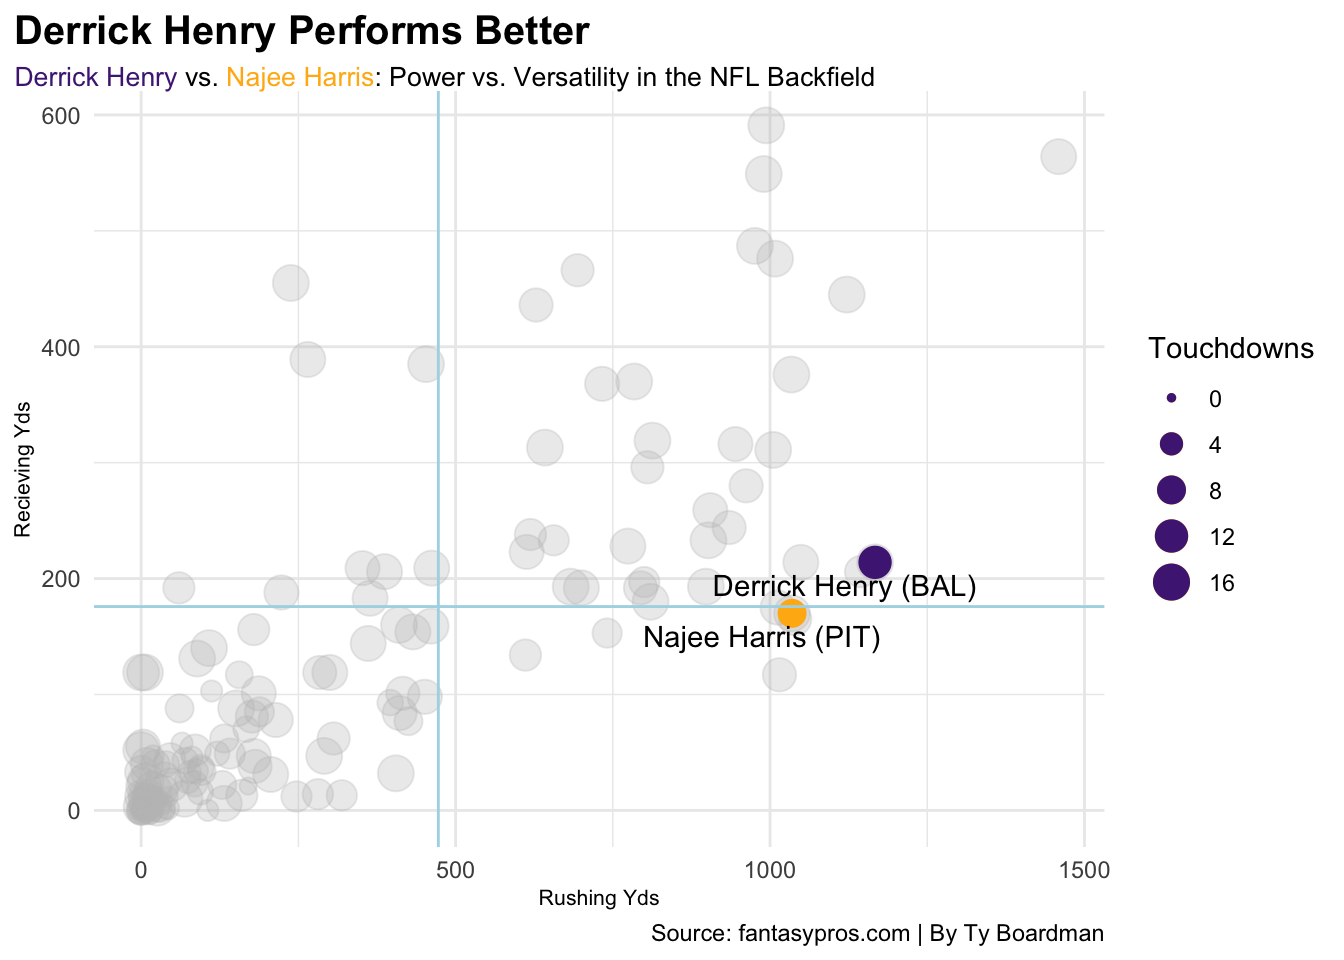 Derrick Henry Performs Better
Derrick Henry vs. Najee Harris: Power vs. Versatility in the NFL Backfield
600
400
200
0
Recieving Yds
Derrick Henry (BAL)
Najee Harris (PIT)
0
500
1000
1500
Rushing Yds
Touchdowns
0
4
8
12
16
Source: fantasypros.com | By Ty Boardman